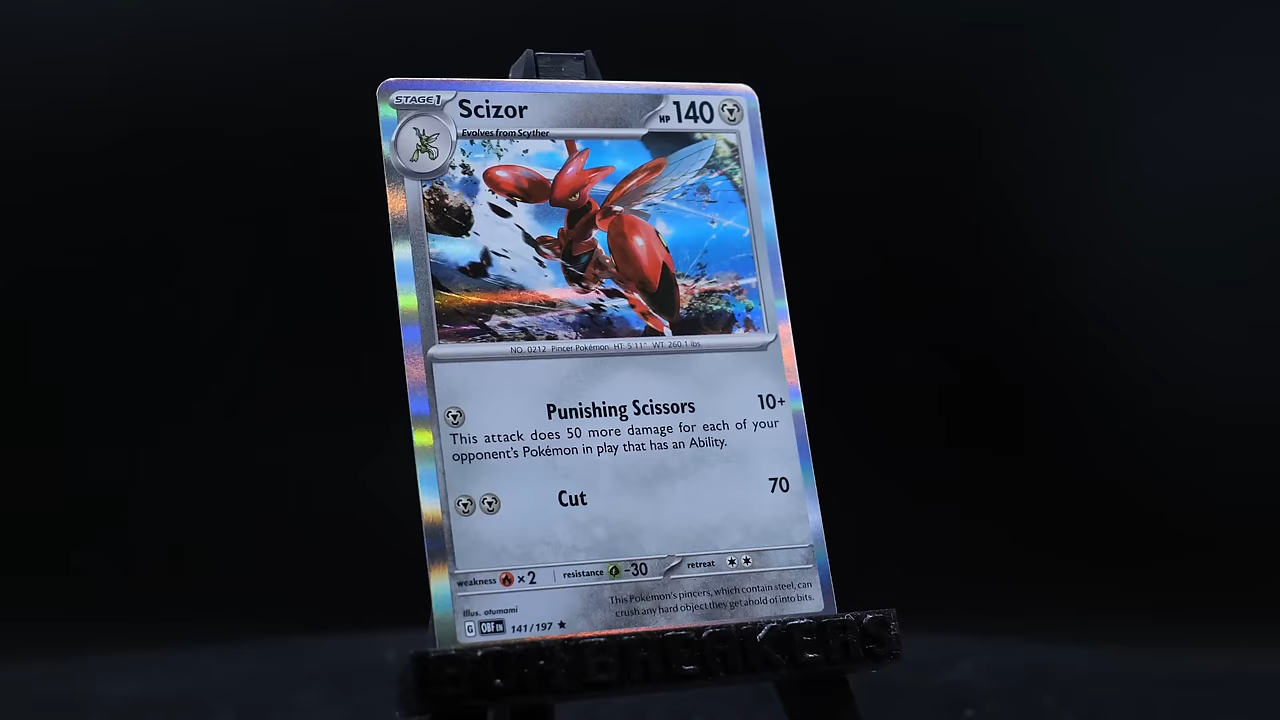 STAGE 1
Scizor
HP 140
Evolves from Scyther
NO. 0212 Pincer Pokémon HT: 5'11" WT: 260.1 lbs.
Punishing Scissors 10+
This attack does 50 more damage for each of your
opponent's Pokémon in play that has an Ability.
Cut 70
weakness ×2 resistance -30 retreat
Illus. otumami
This Pokémon's pincers, which contain steel, can
crush any hard object they get ahold of into bits.
G OBF EN 141/197
BREAKERS